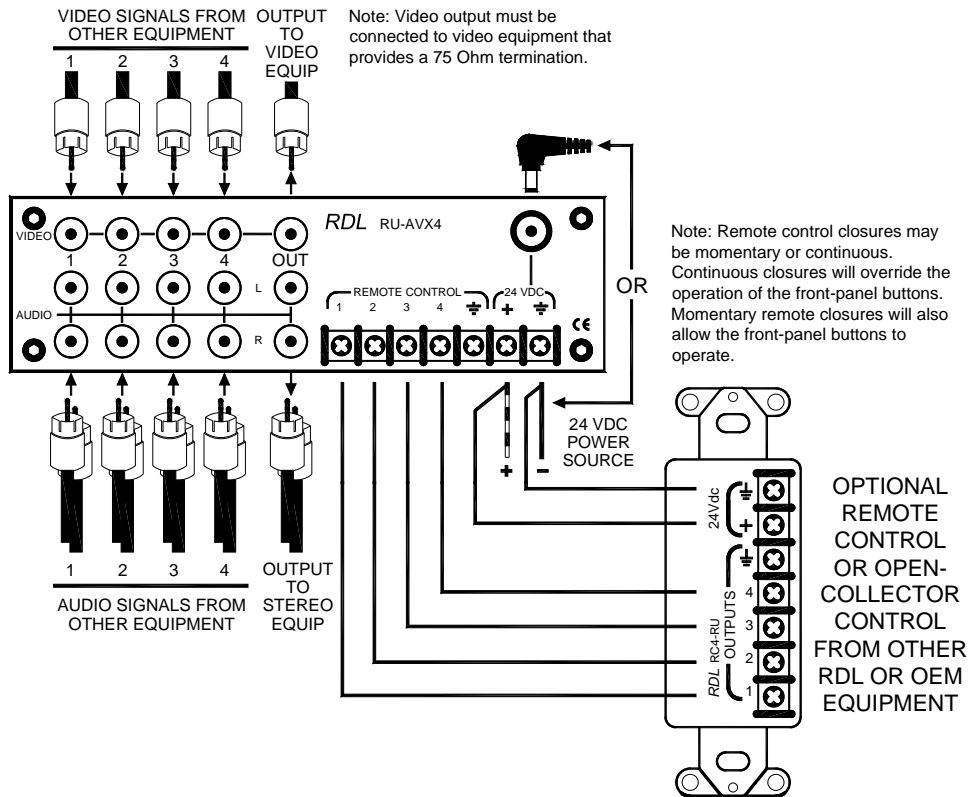 VIDEO SIGNALS FROM
OTHER EQUIPMENT
1 2 3 4
OUTPUT
TO
VIDEO
EQUIP
Note: Video output must be
connected to video equipment that
provides a 75 Ohm termination.
RDL RU-AVX4
VIDEO
1 2 3 4 OUT
L
AUDIO
R
REMOTE CONTROL
1 2 3 4
24 VDC
+
CE
OR
Note: Remote control closures may
be momentary or continuous.
Continuous closures will override the
operation of the front-panel buttons.
Momentary remote closures will also
allow the front-panel buttons to
operate.
24 VDC
POWER
SOURCE
+ -
1 2 3 4
AUDIO SIGNALS FROM
OTHER EQUIPMENT
OUTPUT
TO
STEREO
EQUIP
24Vdc
+
OUTPUTS
4
3
2
1
RDL RC4-RU
OPTIONAL
REMOTE
CONTROL
OR OPEN-
COLLECTOR
CONTROL
FROM OTHER
RDL OR OEM
EQUIPMENT